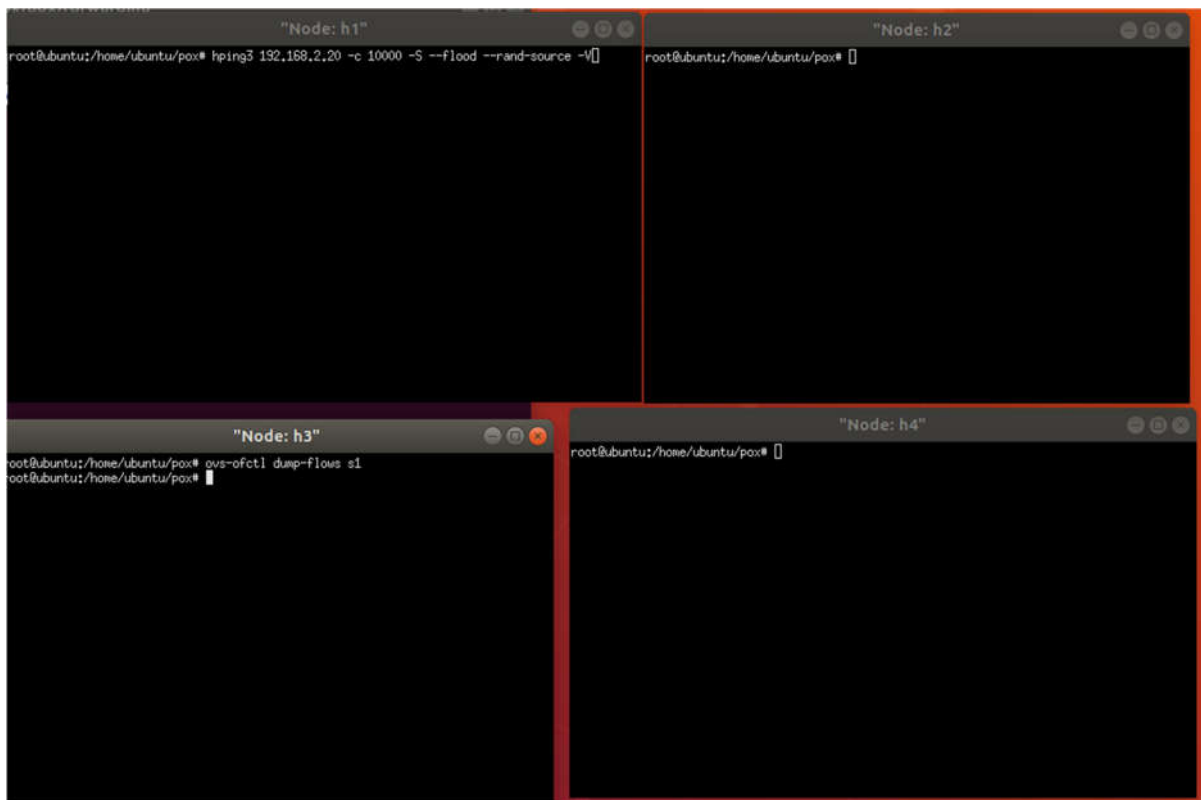 "Node: h1"
root@ubuntu:/home/ubuntu/pox# hping3 192.168.2.20 -c 10000 -S --flood --rand-source -V
"Node: h2"
root@ubuntu:/home/ubuntu/pox#
"Node: h3"
root@ubuntu:/home/ubuntu/pox# ovs-ofctl dump-flows s1
root@ubuntu:/home/ubuntu/pox#
"Node: h4"
root@ubuntu:/home/ubuntu/pox#